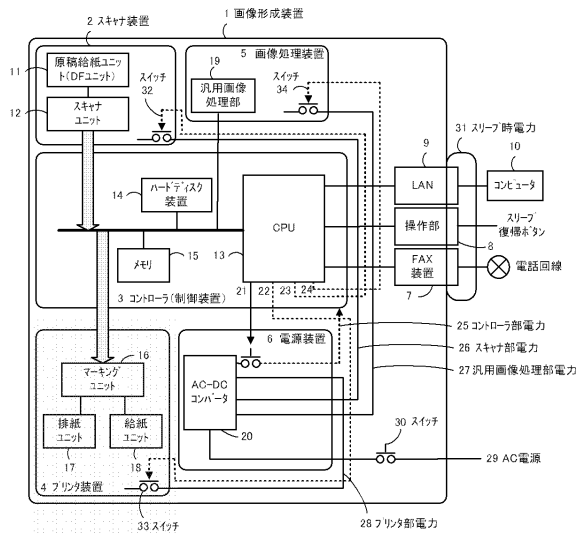 1 画像形成装置
2 スキャナ装置
5 画像処理装置
11
原稿給紙ユニッ
ト(DFユニット)
スイッチ
32
19
汎用画像
処理部
スイッチ
34
12
スキャナ
ユニット
31 スリープ時電力
9
10
14
ハードディスク
装置
CPU
LAN
コンピュータ
操作部
スリープ
復帰ボタン
8
メモリ
15
13
FAX
装置
電話回線
7
21
22
23
24
3 コントローラ(制御装置)
25 コントローラ部電力
6 電源装置
26 スキャナ部電力
16
マーキング
ユニット
27 汎用画像処理部電力
AC-DC
コンバータ
30 スイッチ
排紙
ユニット
給紙
ユニット
20
17
18
29 AC電源
4 プリンタ装置
33 スイッチ
28 プリンタ部電力